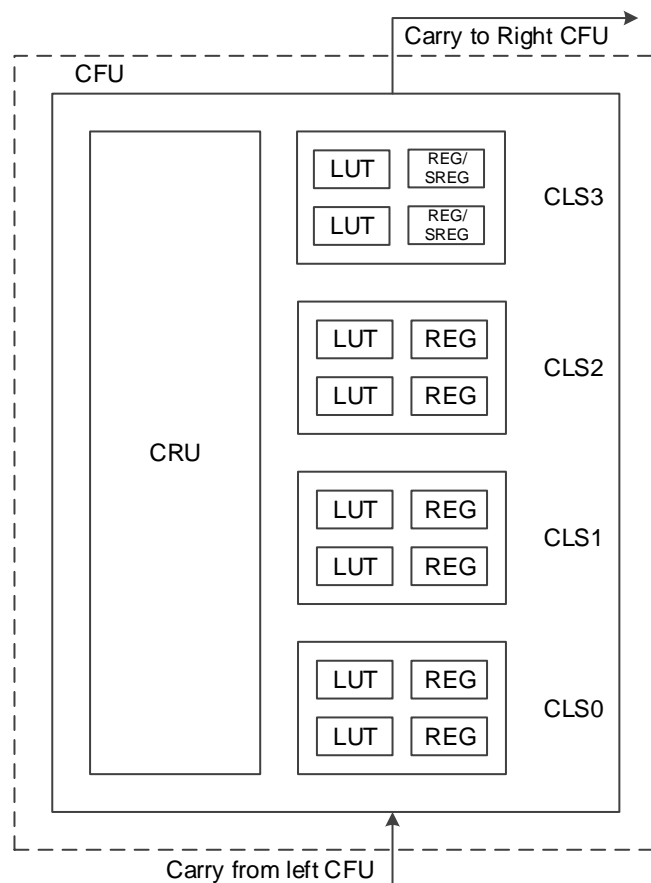 Carry to Right CFU
CFU
LUT REG/
SREG
LUT REG/
SREG
CLS3
LUT REG
LUT REG
CLS2
CRU
LUT REG
LUT REG
CLS1
LUT REG
LUT REG
CLS0
Carry from left CFU